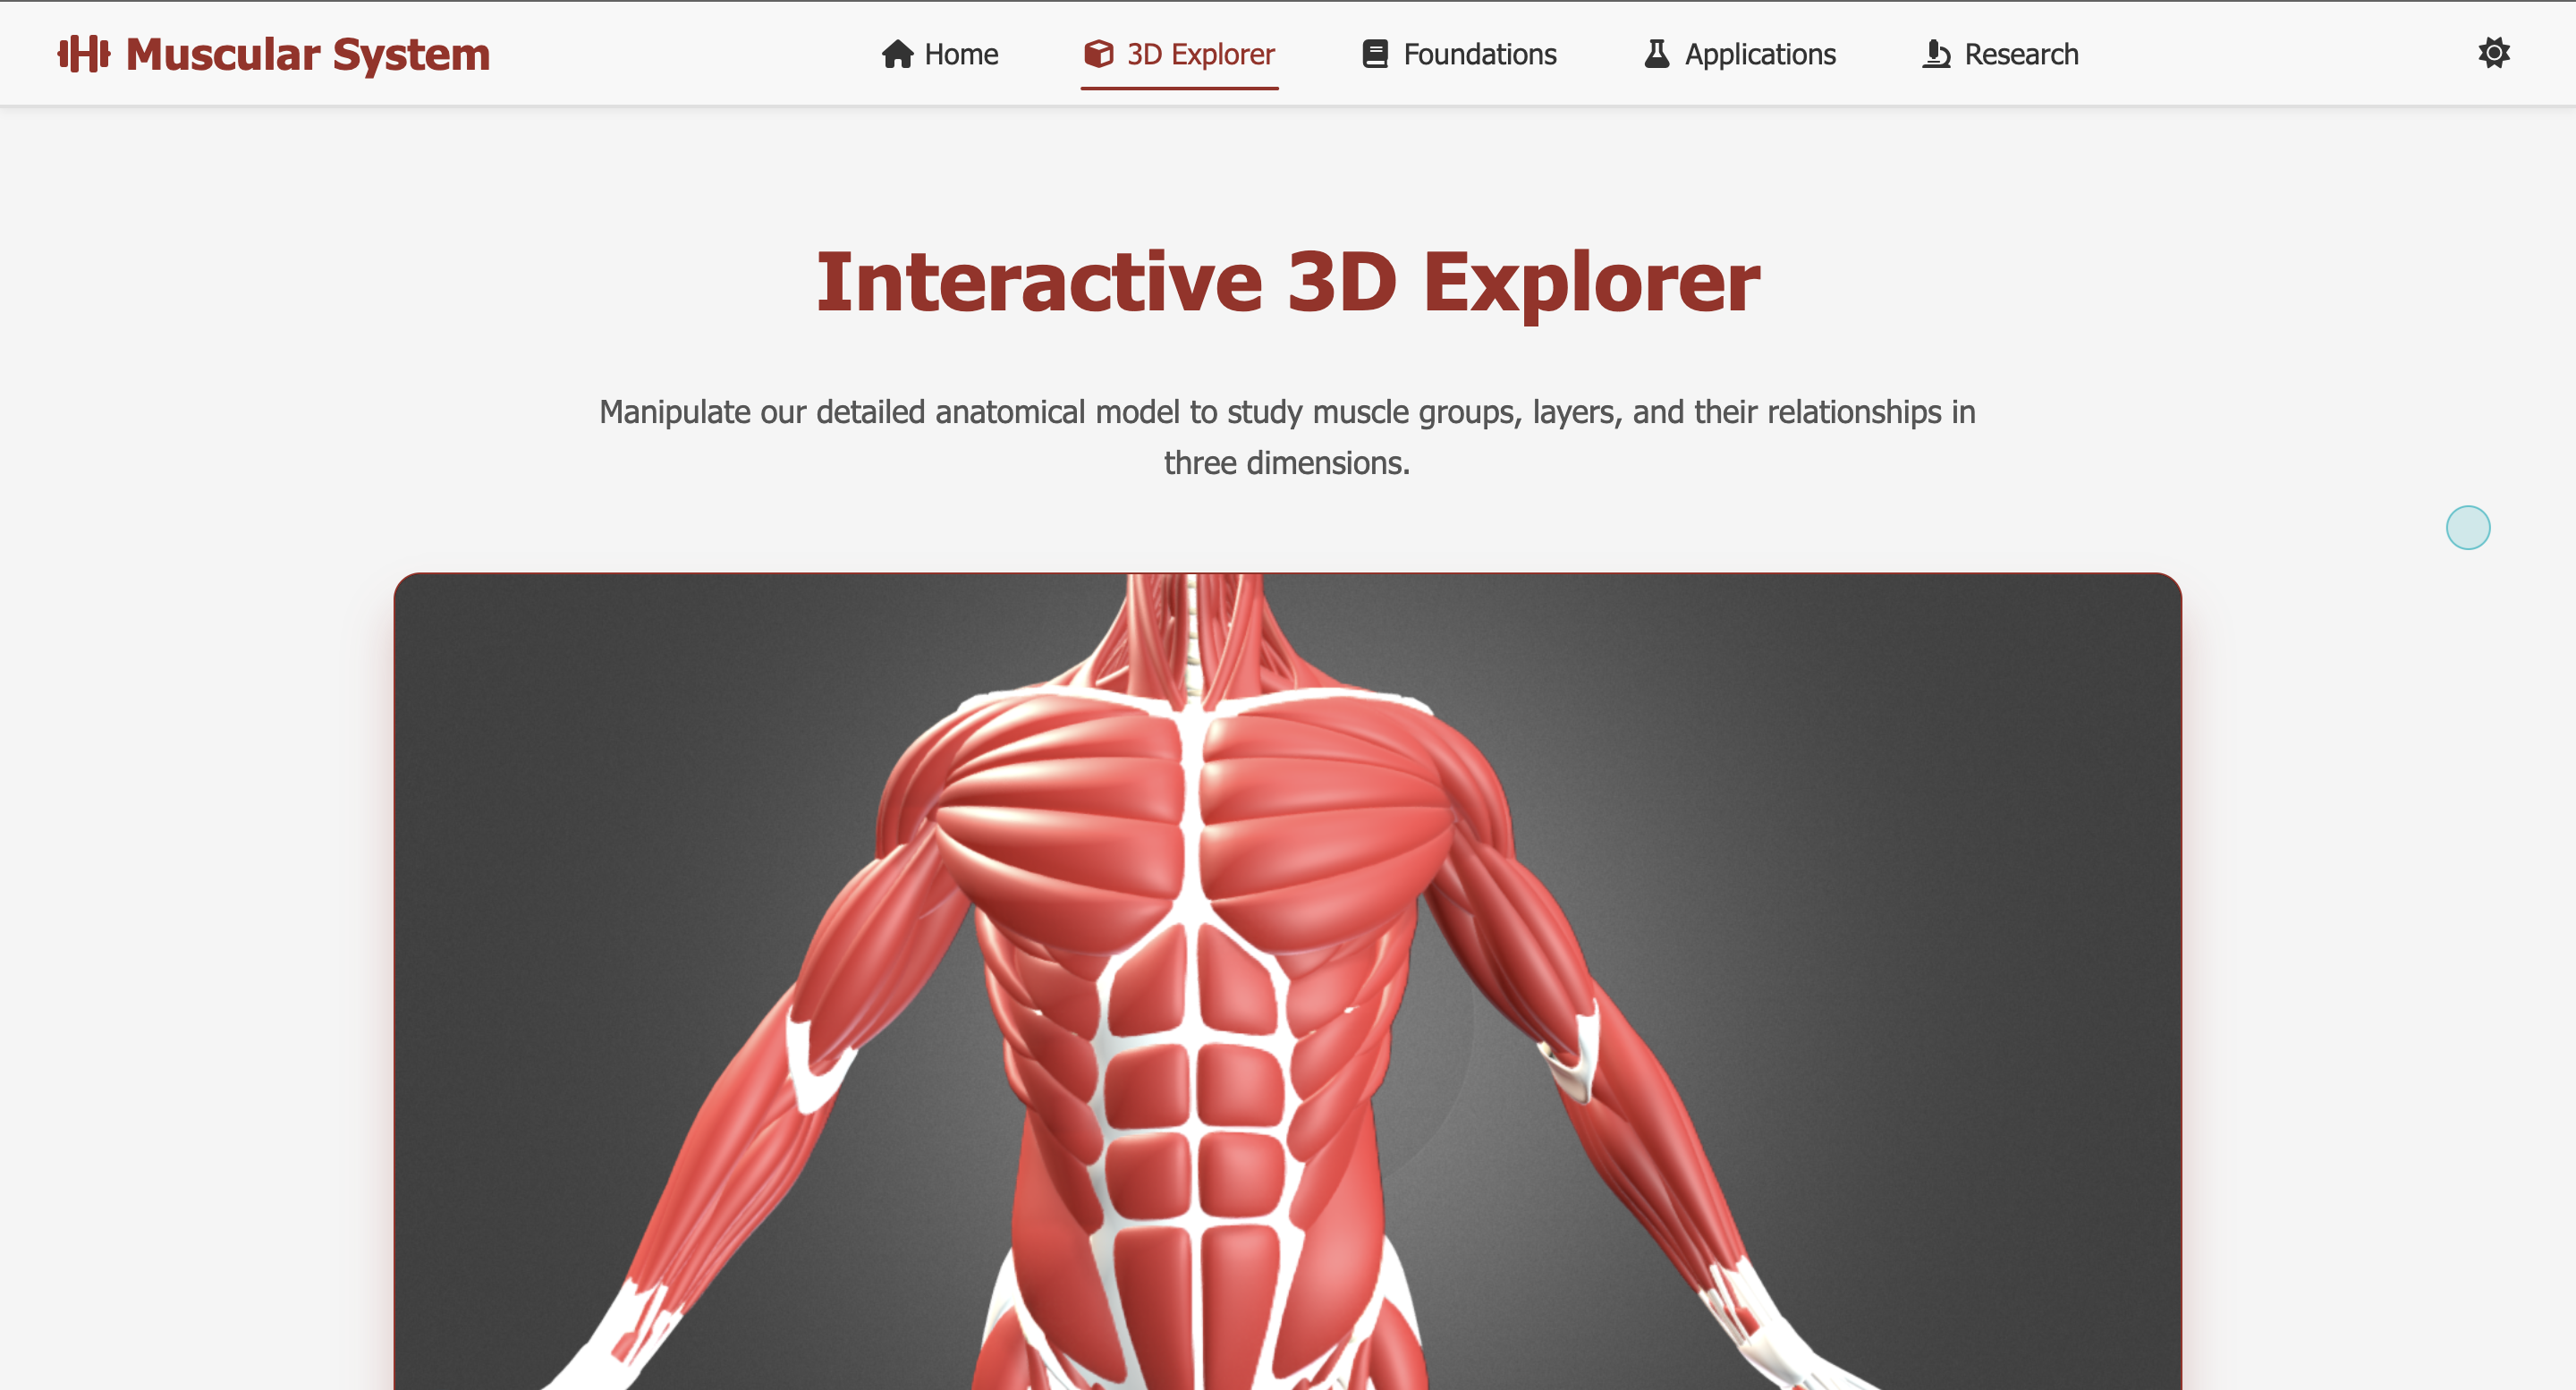 Muscular System
Home
3D Explorer
Foundations
Applications
Research
Interactive 3D Explorer
Manipulate our detailed anatomical model to study muscle groups, layers, and their relationships in
three dimensions.